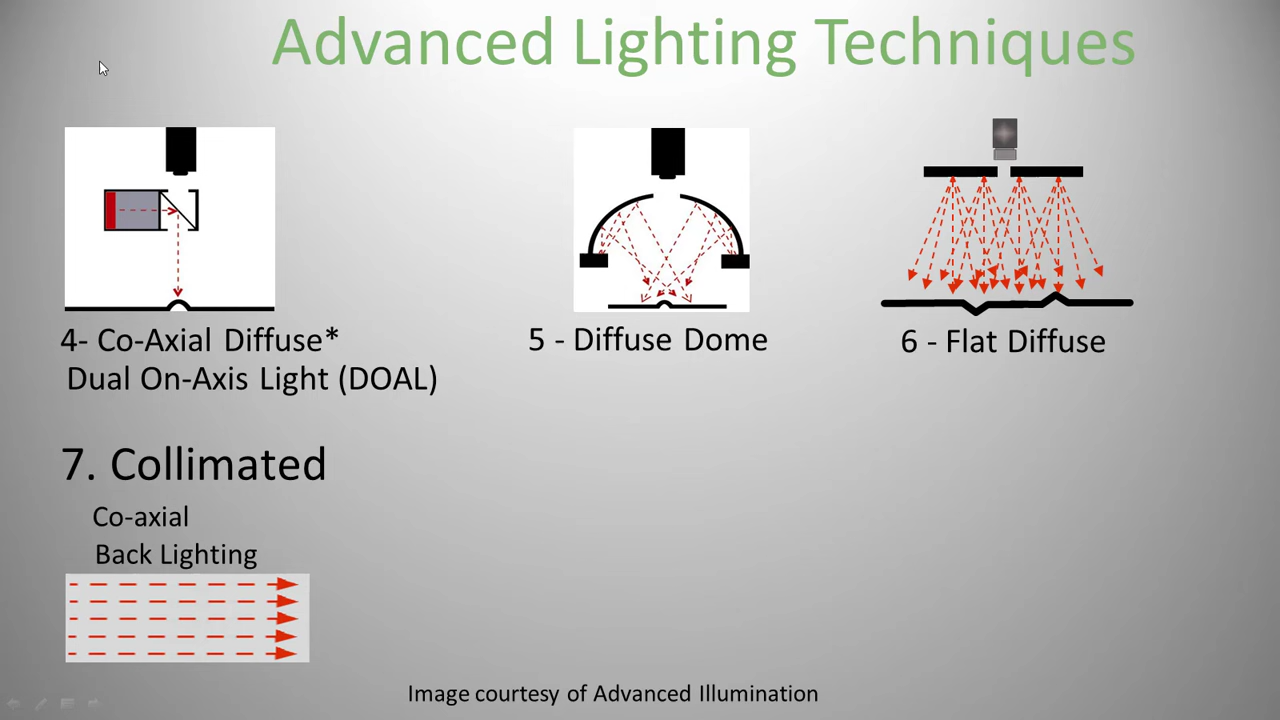 Advanced Lighting Techniques
4- Co-Axial Diffuse*
Dual On-Axis Light (DOAL)
5 - Diffuse Dome
6 - Flat Diffuse
7. Collimated
Co-axial
Back Lighting
Image courtesy of Advanced Illumination